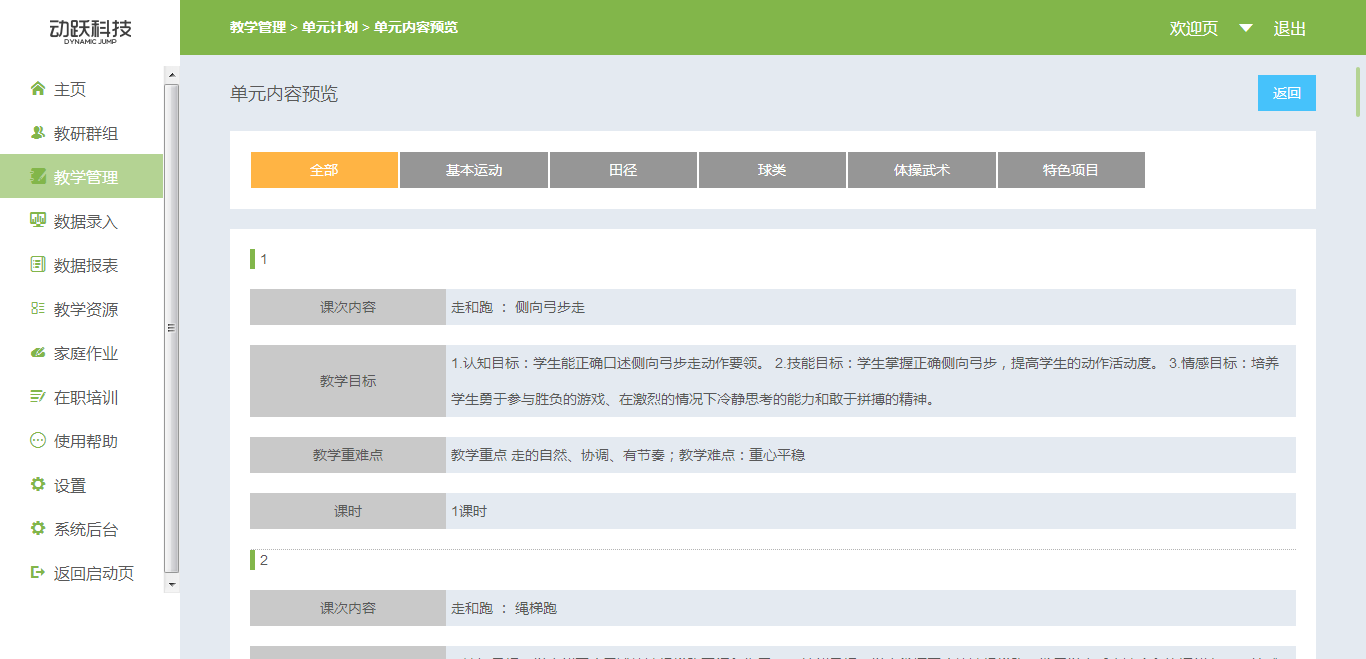 动跃科技
DYNAMIC JUMP
教学管理 > 单元计划 > 单元内容预览
欢迎页
退出
主页
教研群组
教学管理
数据录入
数据报表
教学资源
家庭作业
在职培训
使用帮助
设置
系统后台
返回启动页
单元内容预览
返回
全部
基本运动
田径
球类
体操武术
特色项目
1
课次内容
走和跑 ： 侧向弓步走
教学目标
1.认知目标：学生能正确口述侧向弓步走动作要领。 2.技能目标：学生掌握正确侧向弓步，提高学生的动作活动度。 3.情感目标：培养
学生勇于参与胜负的游戏、在激烈的情况下冷静思考的能力和敢于拼搏的精神。
教学重难点
教学重点 走的自然、协调、有节奏；教学难点：重心平稳
课时
1课时
2
课次内容
走和跑 ： 绳梯跑